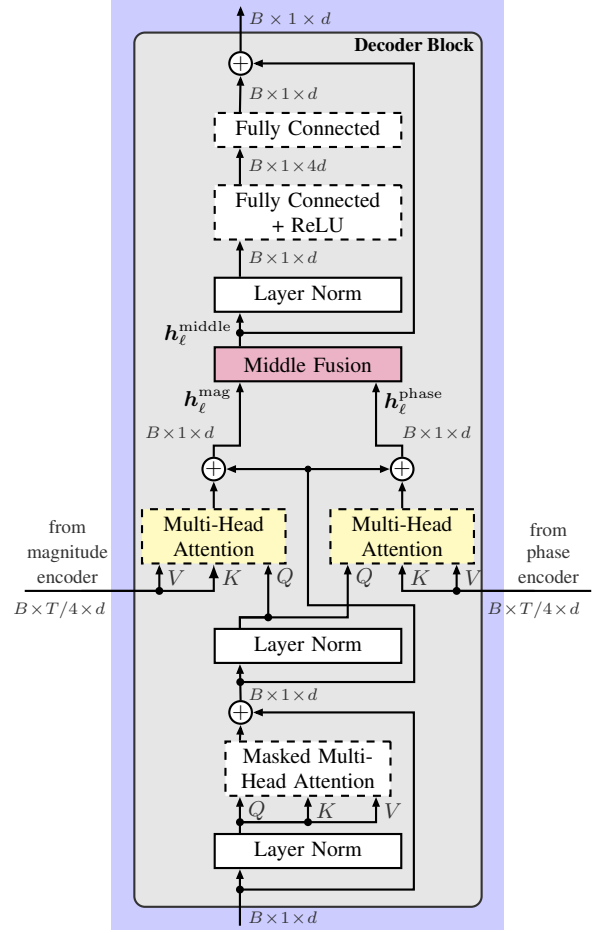 B × 1 × d
Decoder Block
B×1×d
Fully Connected
B×1×4d
Fully Connected
+ ReLU
B×1×d
Layer Norm
h_ℓ^middle
Middle Fusion
h_ℓ^mag
h_ℓ^phase
B×1×d
B×1×d
Multi-Head
Attention
Multi-Head
Attention
from
magnitude
encoder
from
phase
encoder
V K Q Q K V
B×T/4×d
B×T/4×d
Layer Norm
B×1×d
Masked Multi-
Head Attention
Q K V
Layer Norm
B×1×d